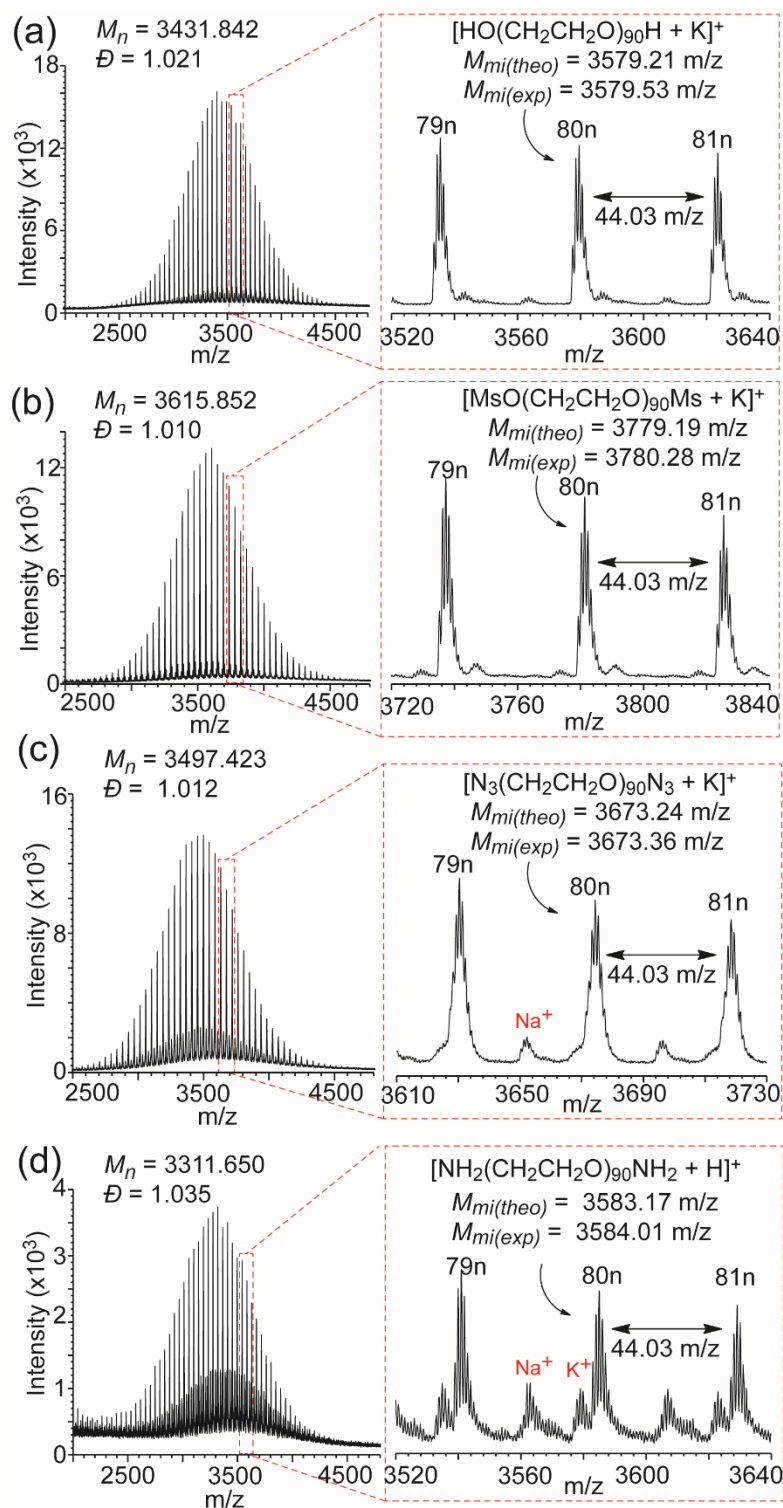 (a)
Mn = 3431.842
Đ = 1.021
Intensity (x10³)
18
12
6
0
2500 3500 4500
m/z
[HO(CH₂CH₂O)₉₀H + K]⁺
Mmi(theo) = 3579.21 m/z
Mmi(exp) = 3579.53 m/z
79n
80n
81n
44.03 m/z
3520 3560 3600 3640
m/z
(b)
Mn = 3615.852
Đ = 1.010
Intensity (x10³)
12
6
0
2500 3500 4500
m/z
[MsO(CH₂CH₂O)₉₀Ms + K]⁺
Mmi(theo) = 3779.19 m/z
Mmi(exp) = 3780.28 m/z
79n
80n
81n
44.03 m/z
3720 3760 3800 3840
m/z
(c)
Mn = 3497.423
Đ = 1.012
Intensity (x10³)
16
8
0
2500 3500 4500
m/z
[N₃(CH₂CH₂O)₉₀N₃ + K]⁺
Mmi(theo) = 3673.24 m/z
Mmi(exp) = 3673.36 m/z
79n
80n
81n
44.03 m/z
Na⁺
3610 3650 3690 3730
m/z
(d)
Mn = 3311.650
Đ = 1.035
Intensity (x10³)
4
3
2
1
0
2500 3500 4500
m/z
[NH₂(CH₂CH₂O)₉₀NH₂ + H]⁺
Mmi(theo) = 3583.17 m/z
Mmi(exp) = 3584.01 m/z
79n
80n
81n
44.03 m/z
Na⁺ K⁺
3520 3560 3600 3640
m/z